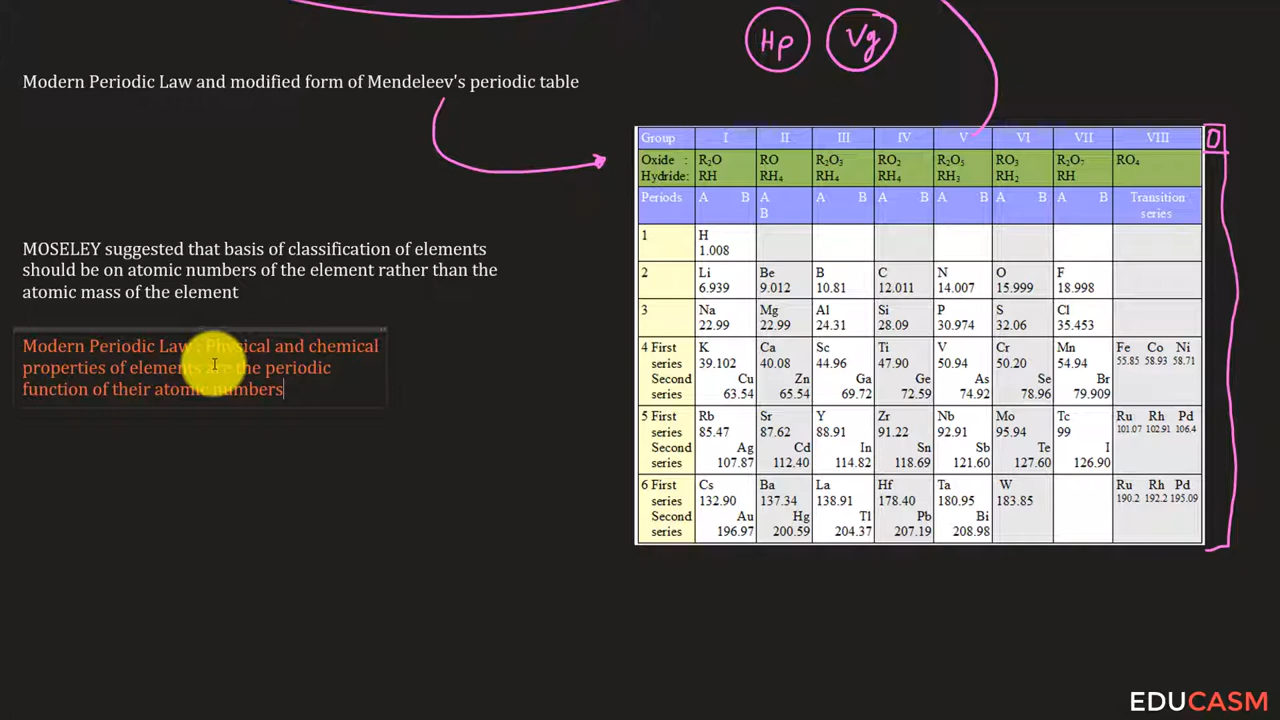 Hp Vg
Modern Periodic Law and modified form of Mendeleev's periodic table
MOSELEY suggested that basis of classification of elements
should be on atomic numbers of the element rather than the
atomic mass of the element
Modern Periodic Law : Physical and chemical
properties of elements are the periodic
function of their atomic numbers
Group I II III IV V VI VII VIII 0
Oxide : R₂O RO R₂O₃ RO₂ R₂O₅ RO₃ R₂O₇ RO₄
Hydride: RH RH₄ RH₄ RH₄ RH₃ RH₂ RH
Periods A B A A B A B A B A B A B Transition
B series
1 H
1.008
2 Li Be B C N O F
6.939 9.012 10.81 12.011 14.007 15.999 18.998
3 Na Mg Al Si P S Cl
22.99 22.99 24.31 28.09 30.974 32.06 35.453
4 First K Ca Sc Ti V Cr Mn Fe Co Ni
series 39.102 40.08 44.96 47.90 50.94 50.20 54.94 55.85 58.93 58.71
Second Cu Zn Ga Ge As Se Br
series 63.54 65.54 69.72 72.59 74.92 78.96 79.909
5 First Rb Sr Y Zr Nb Mo Tc Ru Rh Pd
series 85.47 87.62 88.91 91.22 92.91 95.94 99 101.07 102.91 106.4
Second Ag Cd In Sn Sb Te I
series 107.87 112.40 114.82 118.69 121.60 127.60 126.90
6 First Cs Ba La Hf Ta W Ru Rh Pd
series 132.90 137.34 138.91 178.40 180.95 183.85 190.2 192.2 195.09
Second Au Hg Tl Pb Bi
series 196.97 200.59 204.37 207.19 208.98
EDUCASM